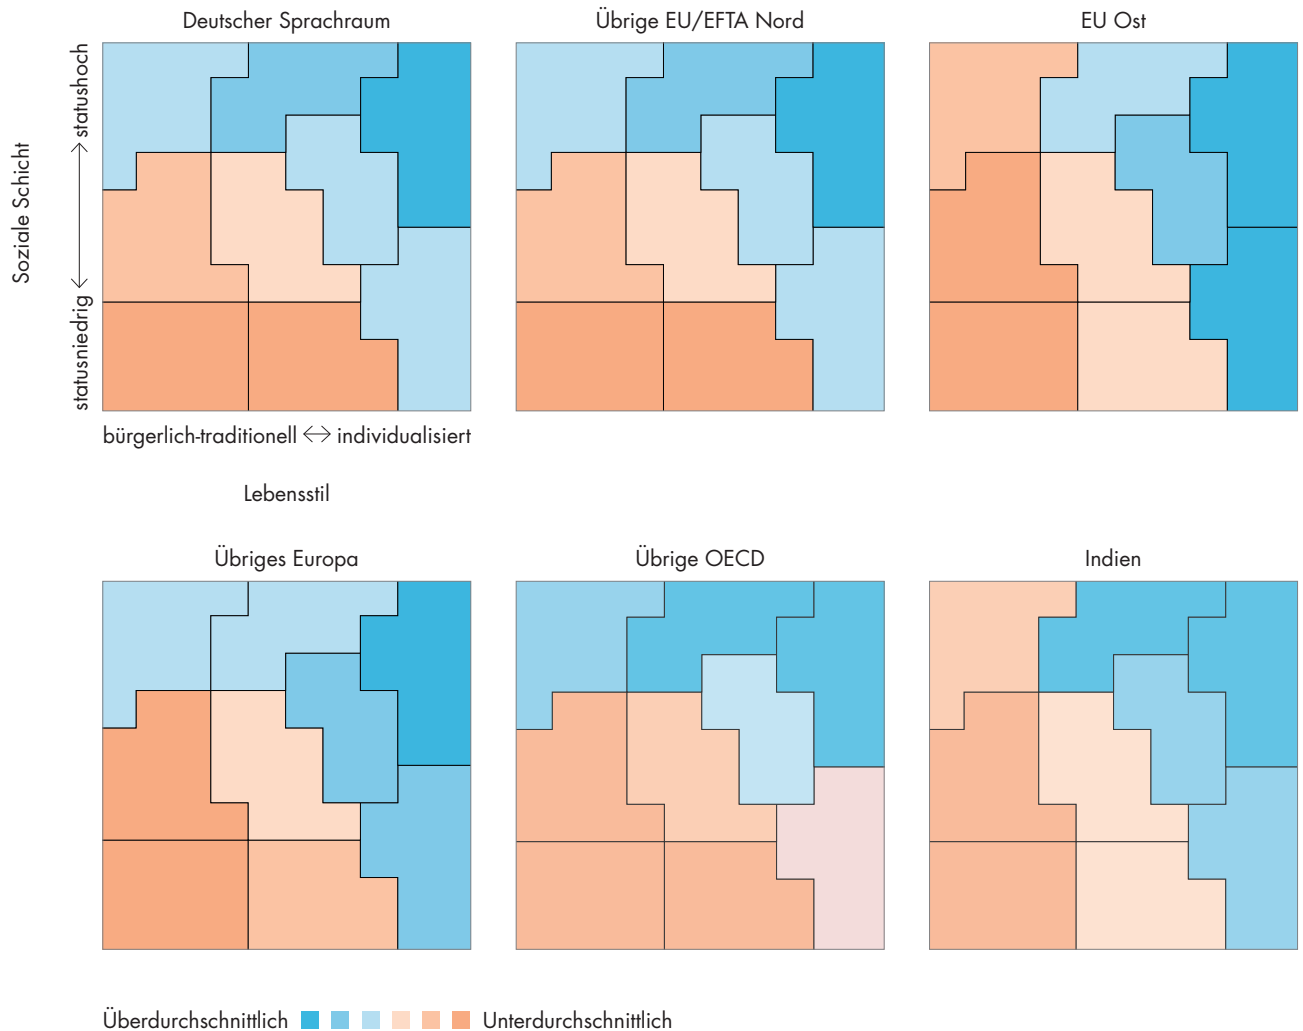 Deutscher Sprachraum
Übrige EU/EFTA Nord
EU Ost
Soziale Schicht
statusniedrig
statushoch
bürgerlich-traditionell ↔ individualisiert
Lebensstil
Übriges Europa
Übrige OECD
Indien
Überdurchschnittlich
Unterdurchschnittlich